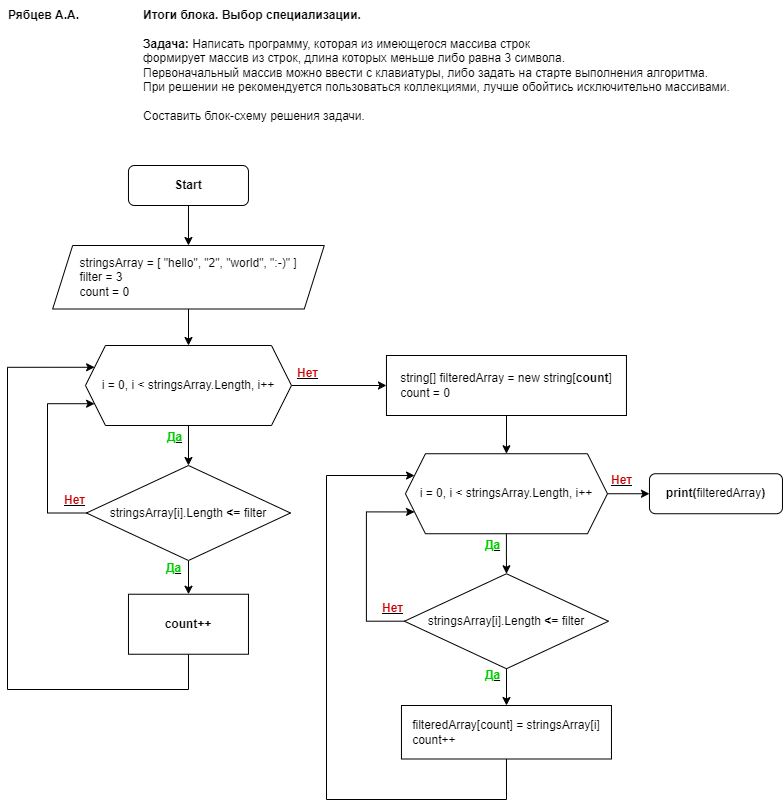 Рябцев А.А.
Итоги блока. Выбор специализации.
Задача: Написать программу, которая из имеющегося массива строк
формирует массив из строк, длина которых меньше либо равна 3 символа.
Первоначальный массив можно ввести с клавиатуры, либо задать на старте выполнения алгоритма.
При решении не рекомендуется пользоваться коллекциями, лучше обойтись исключительно массивами.
Составить блок-схему решения задачи.
Start
stringsArray = [ "hello", "2", "world", ":-)" ]
filter = 3
count = 0
i = 0, i < stringsArray.Length, i++
Нет
Да
stringsArray[i].Length <= filter
Нет
Да
count++
string[] filteredArray = new string[count]
count = 0
i = 0, i < stringsArray.Length, i++
Нет
print(filteredArray)
Да
stringsArray[i].Length <= filter
Нет
Да
filteredArray[count] = stringsArray[i]
count++